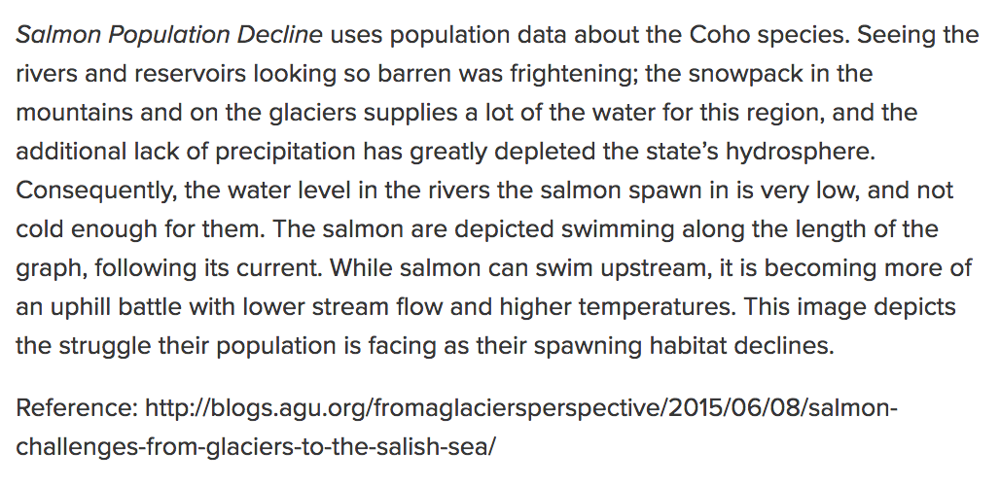 Salmon Population Decline uses population data about the Coho species. Seeing the
rivers and reservoirs looking so barren was frightening; the snowpack in the
mountains and on the glaciers supplies a lot of the water for this region, and the
additional lack of precipitation has greatly depleted the state’s hydrosphere.
Consequently, the water level in the rivers the salmon spawn in is very low, and not
cold enough for them. The salmon are depicted swimming along the length of the
graph, following its current. While salmon can swim upstream, it is becoming more of
an uphill battle with lower stream flow and higher temperatures. This image depicts
the struggle their population is facing as their spawning habitat declines.
Reference: http://blogs.agu.org/fromaglaciersperspective/2015/06/08/salmon-
challenges-from-glaciers-to-the-salish-sea/